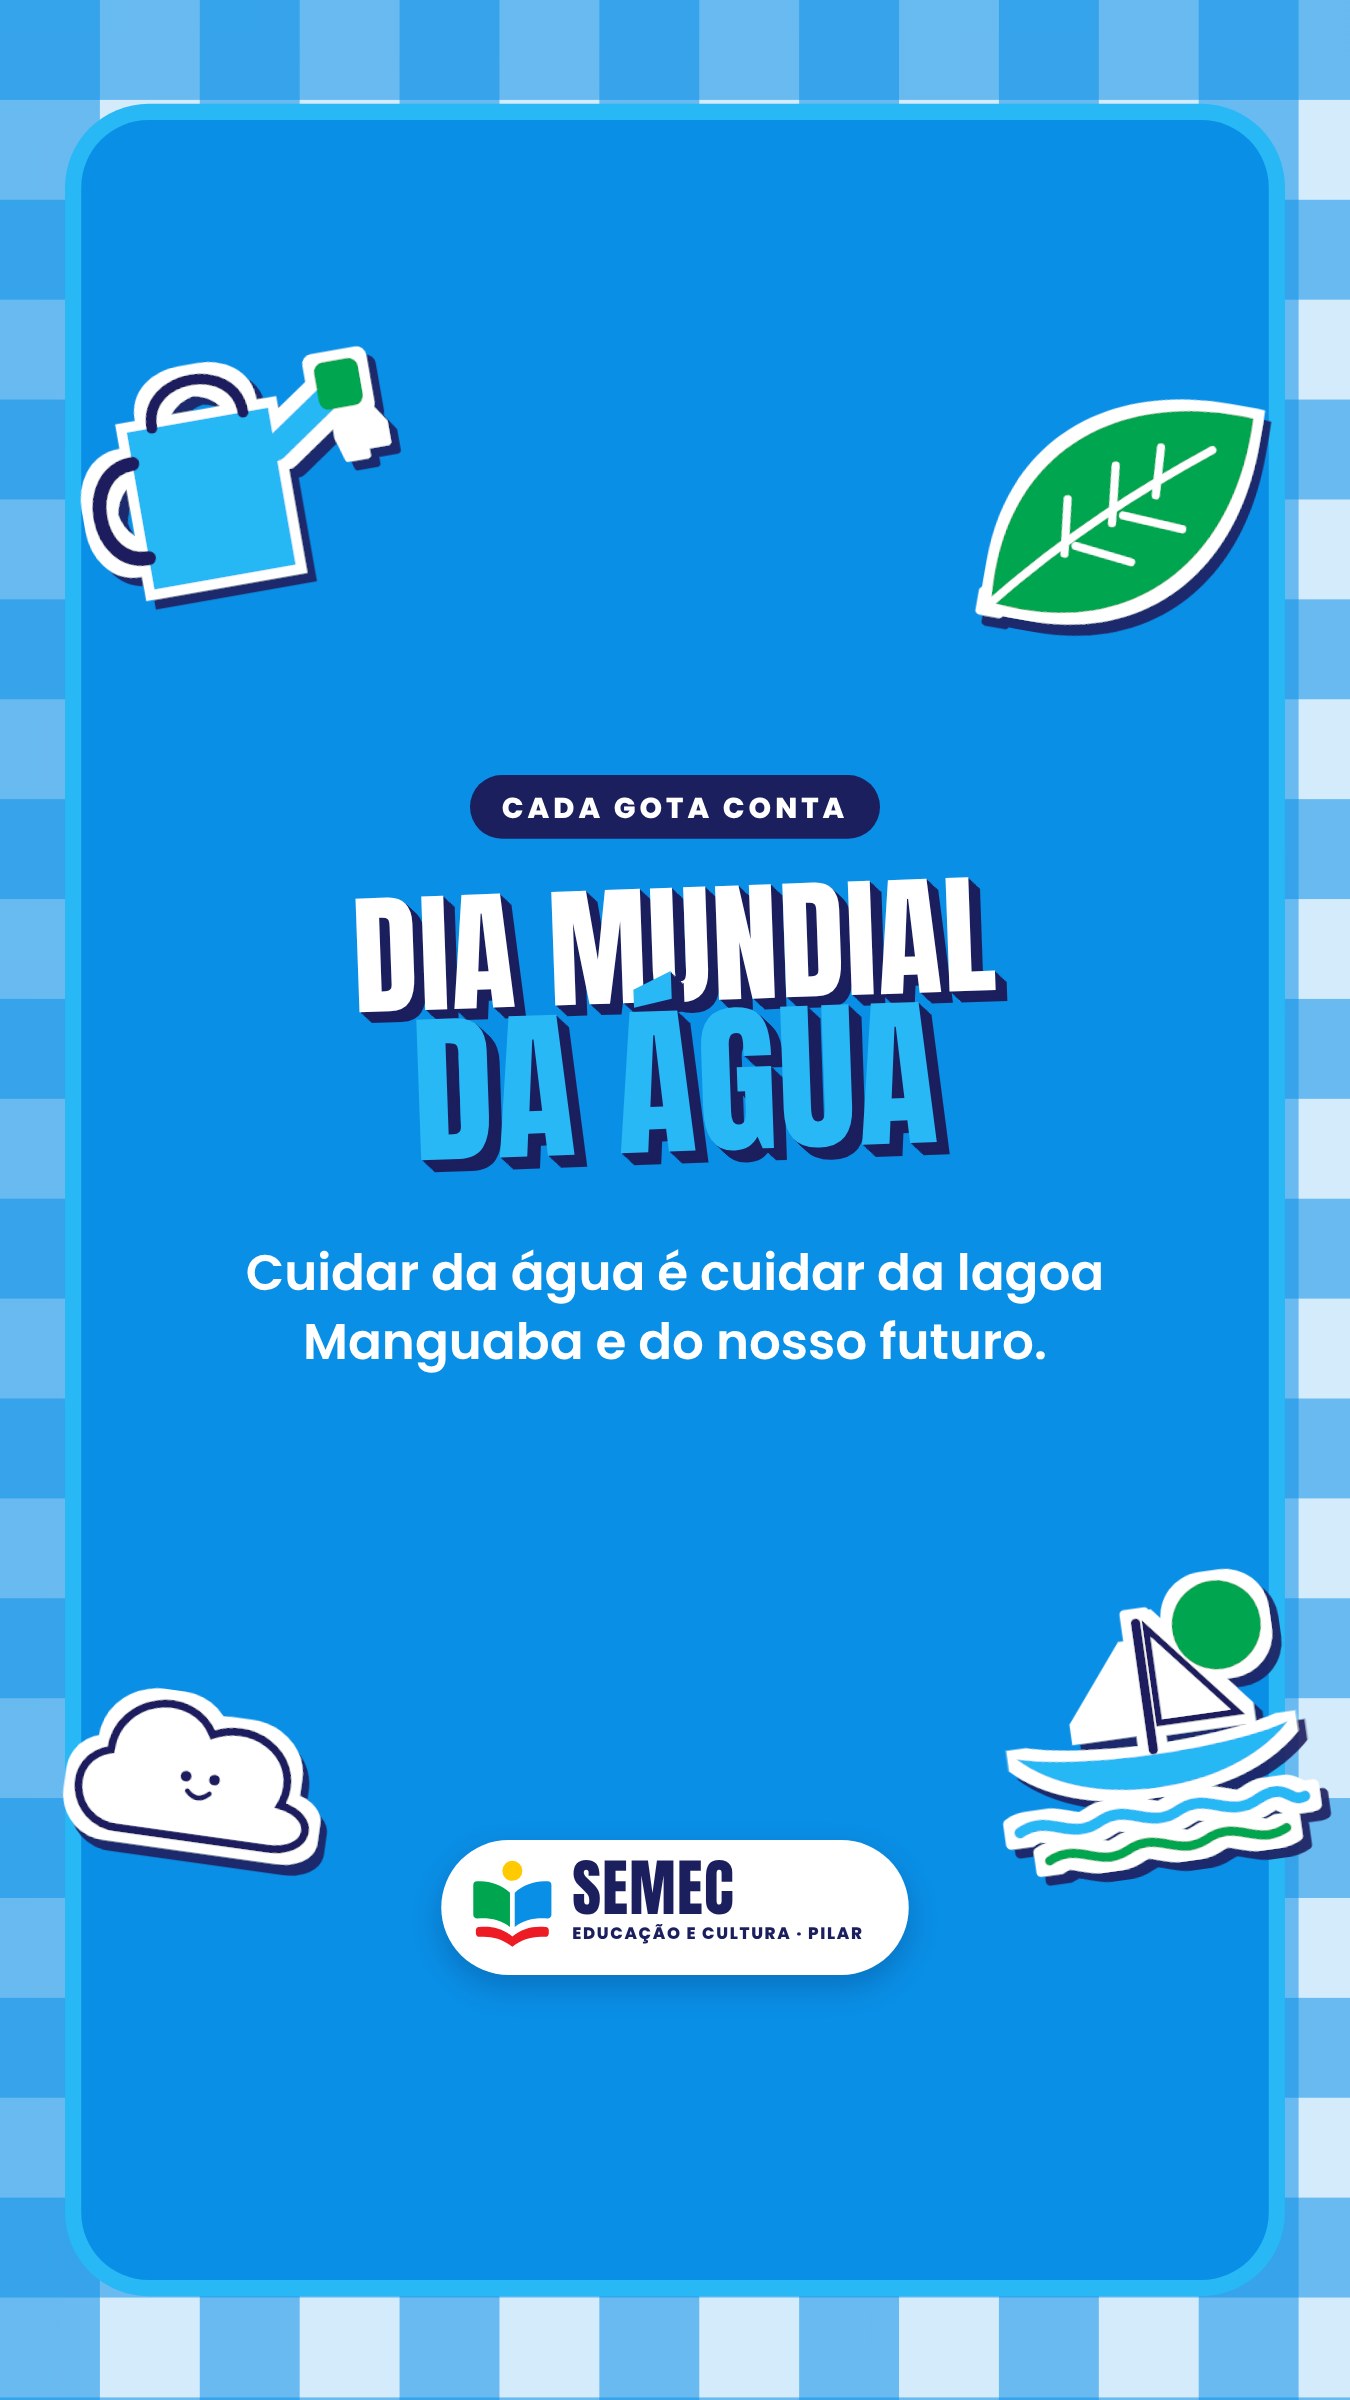 CADA GOTA CONTA
DIA MUNDIAL
DA ÁGUA
Cuidar da água é cuidar da lagoa
Manguaba e do nosso futuro.
SEMEC
EDUCAÇÃO E CULTURA · PILAR